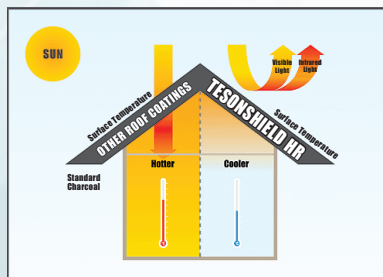 SUN
Visible
Light
Infrared
Light
Surface Temperature
OTHER ROOF COATINGS
TESONSHIELD HR
Surface Temperature
Standard
Charcoal
Hotter
Cooler